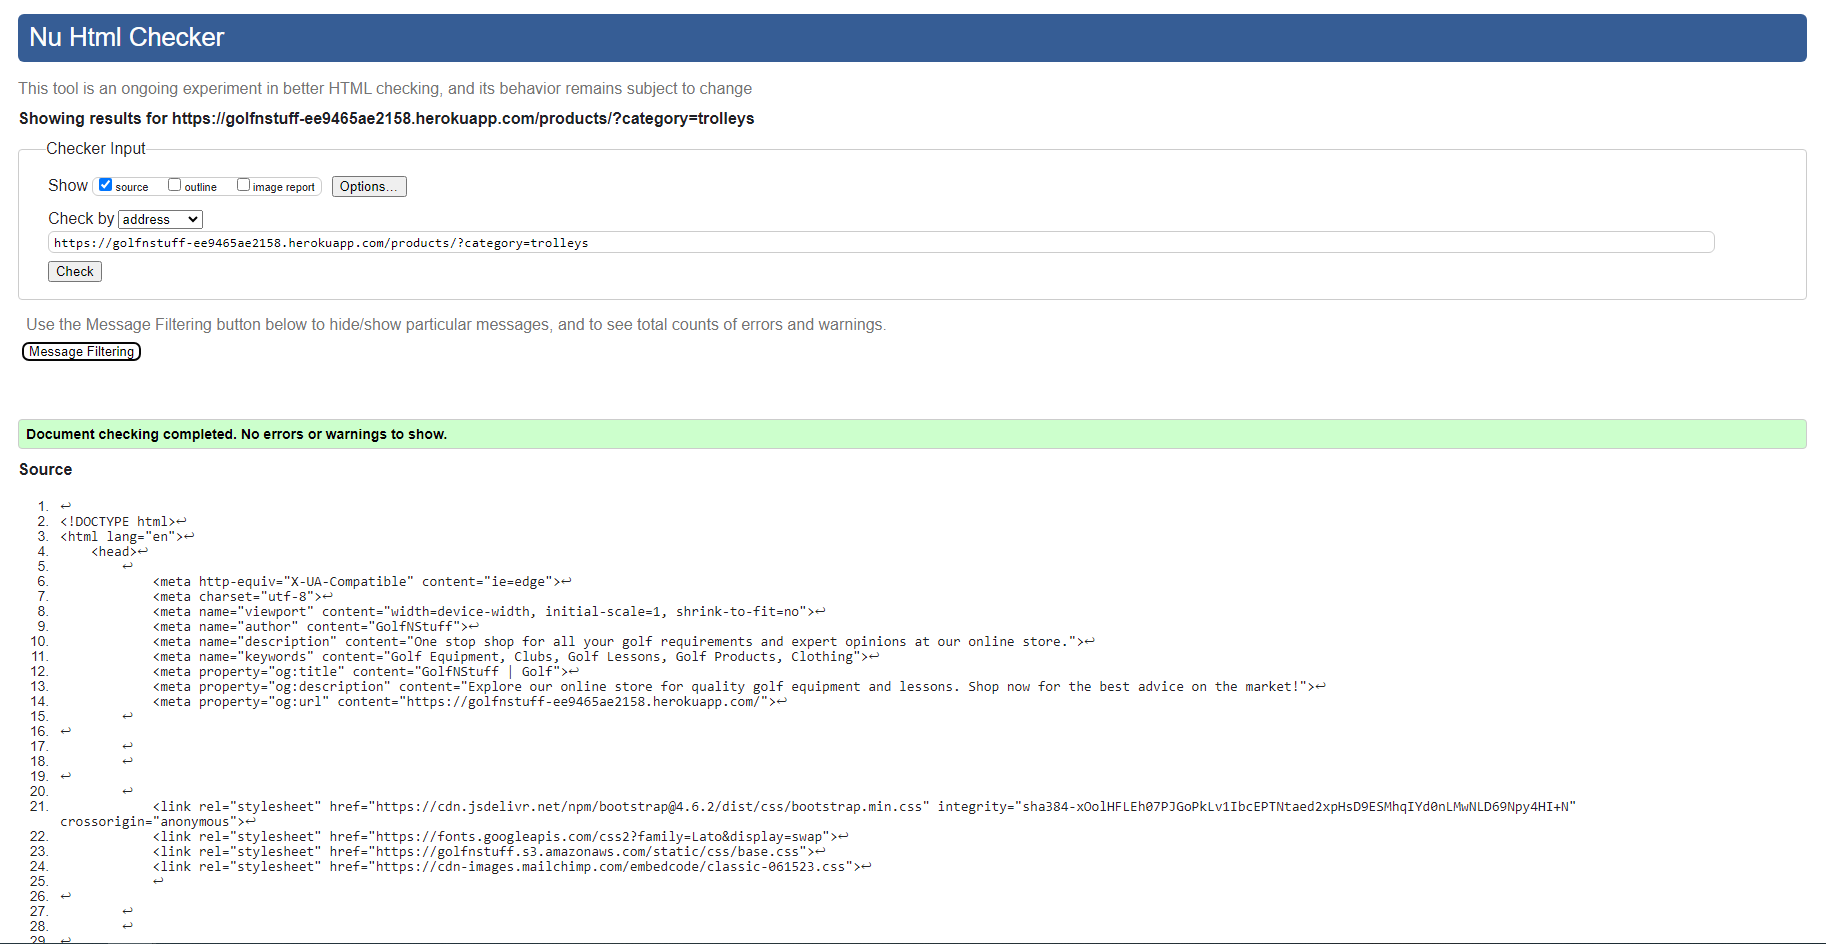 Nu Html Checker
This tool is an ongoing experiment in better HTML checking, and its behavior remains subject to change
Showing results for https://golfnstuff-ee9465ae2158.herokuapp.com/products/?category=trolleys
Checker Input
Show source outline image report Options...
Check by address
https://golfnstuff-ee9465ae2158.herokuapp.com/products/?category=trolleys
Check
Use the Message Filtering button below to hide/show particular messages, and to see total counts of errors and warnings.
Message Filtering
Document checking completed. No errors or warnings to show.
Source
1. ↩
2. <!DOCTYPE html>↩
3. <html lang="en">↩
4. <head>↩
5. ↩
6. <meta http-equiv="X-UA-Compatible" content="ie=edge">↩
7. <meta charset="utf-8">↩
8. <meta name="viewport" content="width=device-width, initial-scale=1, shrink-to-fit=no">↩
9. <meta name="author" content="GolfNStuff">↩
10. <meta name="description" content="One stop shop for all your golf requirements and expert opinions at our online store.">↩
11. <meta name="keywords" content="Golf Equipment, Clubs, Golf Lessons, Golf Products, Clothing">↩
12. <meta property="og:title" content="GolfNStuff | Golf">↩
13. <meta property="og:description" content="Explore our online store for quality golf equipment and lessons. Shop now for the best advice on the market!">↩
14. <meta property="og:url" content="https://golfnstuff-ee9465ae2158.herokuapp.com/">↩
15. ↩
16. ↩
17. ↩
18. ↩
19. ↩
20. ↩
21. <link rel="stylesheet" href="https://cdn.jsdelivr.net/npm/bootstrap@4.6.2/dist/css/bootstrap.min.css" integrity="sha384-xOolHFLEh07PJGoPkLv1IbcEPTNtaed2xpHsD9ESMhqIYd0nLMwNLD69Npy4HI+N"
crossorigin="anonymous">↩
22. <link rel="stylesheet" href="https://fonts.googleapis.com/css2?family=Lato&display=swap">↩
23. <link rel="stylesheet" href="https://golfnstuff.s3.amazonaws.com/static/css/base.css">↩
24. <link rel="stylesheet" href="https://cdn-images.mailchimp.com/embedcode/classic-061523.css">↩
25. ↩
26. ↩
27. ↩
28. ↩
29. ↩